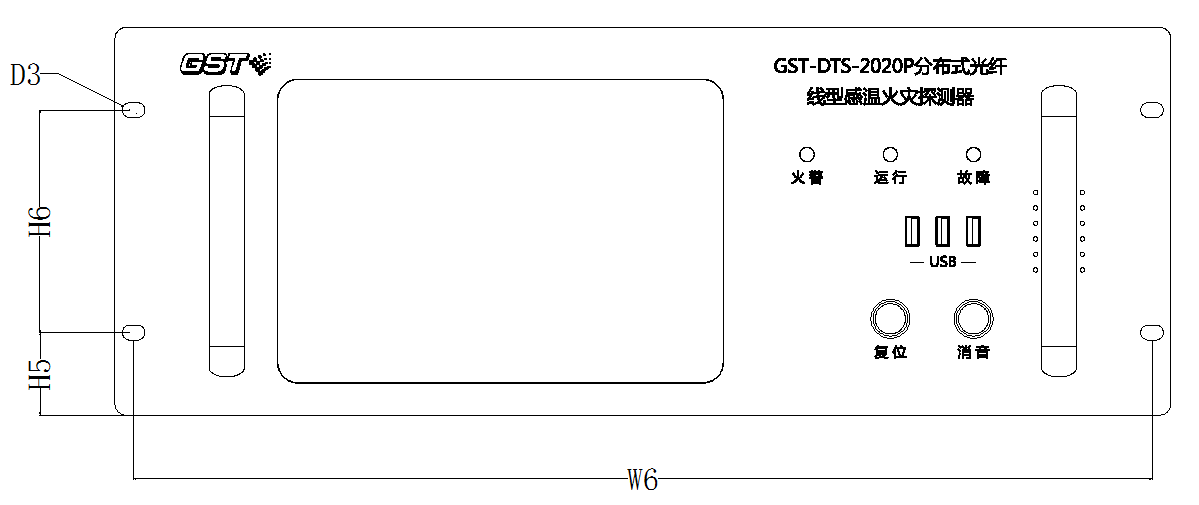 GST
GST-DTS-2020P分布式光纤
线型感温火灾探测器
D3
火警 运行 故障
H6
USB
复位 消音
H5
W6